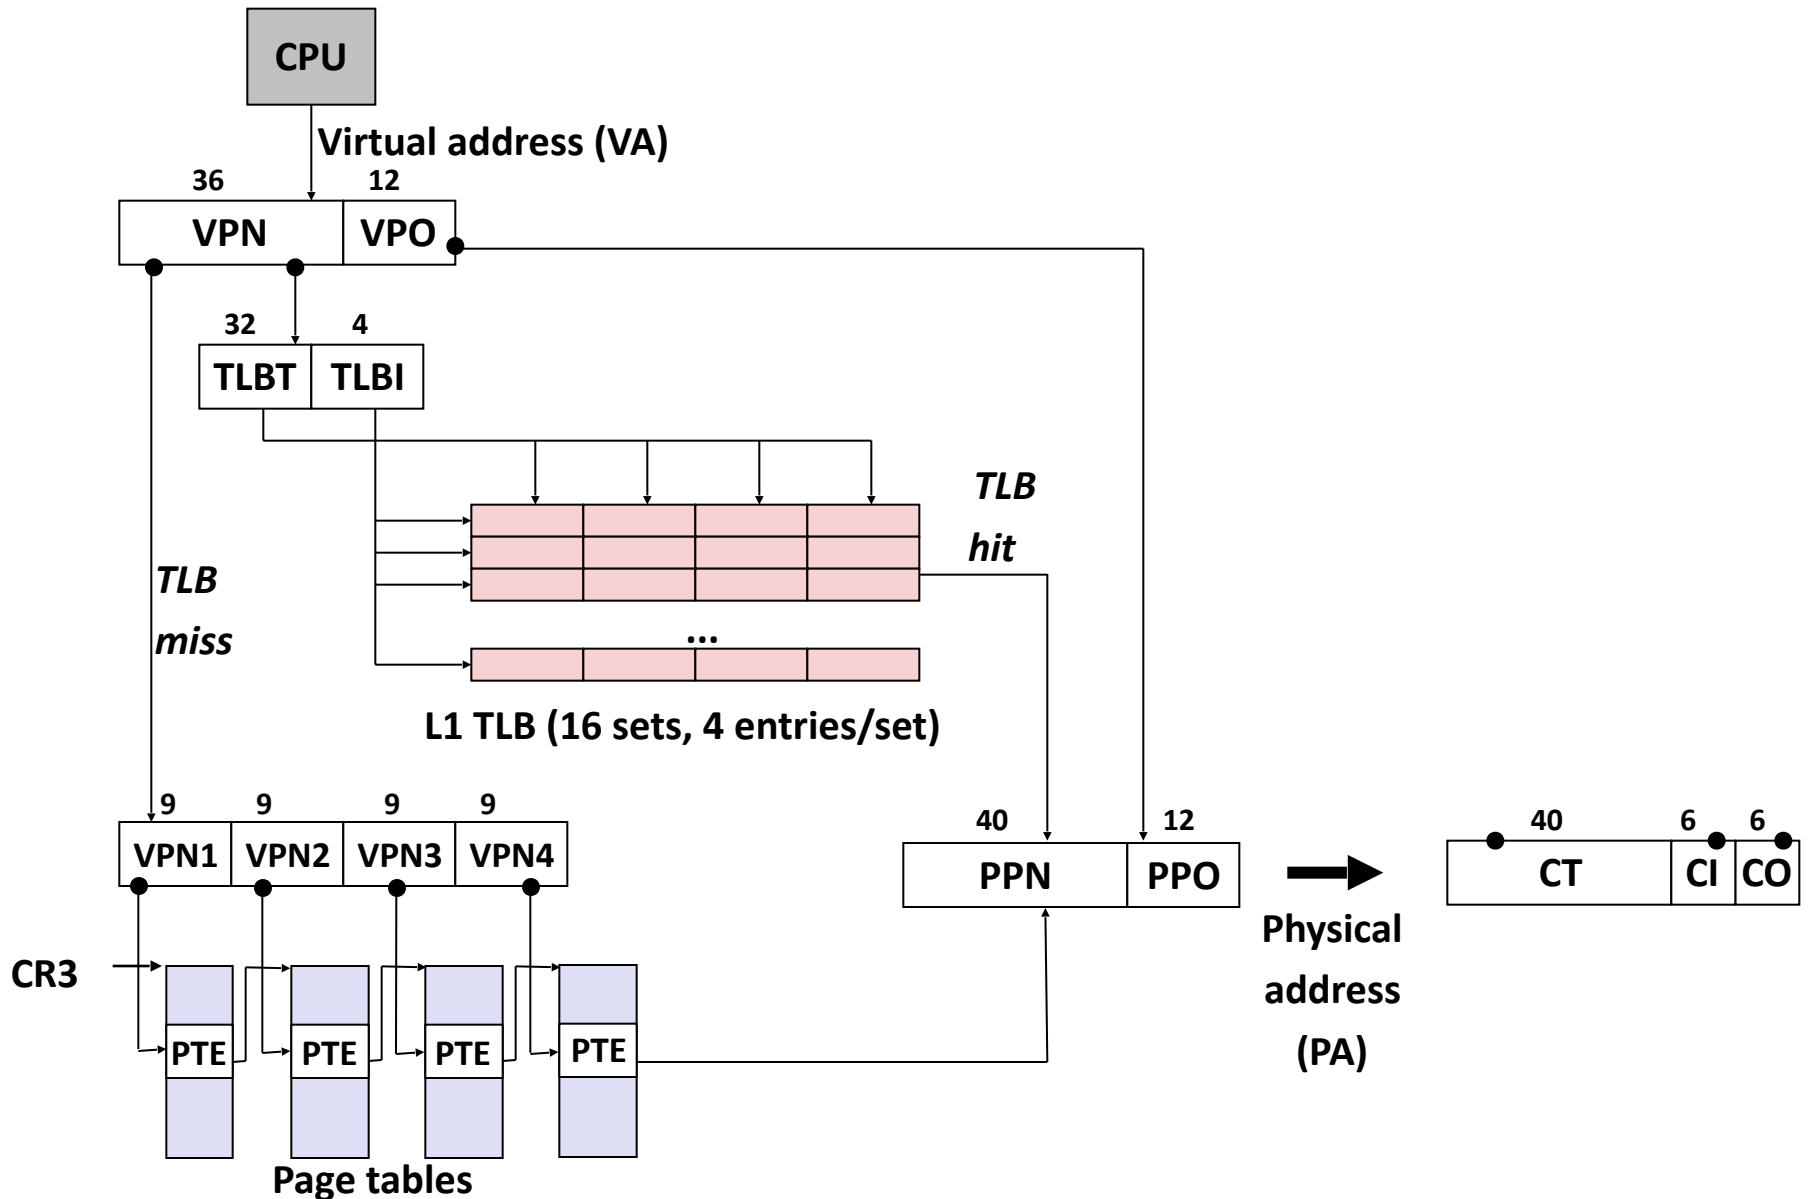 CPU
Virtual address (VA)
36 12
VPN VPO
32 4
TLBT TLBI
TLB
hit
TLB
miss
...
L1 TLB (16 sets, 4 entries/set)
9 9 9 9
VPN1 VPN2 VPN3 VPN4
40 12
PPN PPO
40 6 6
CT CI CO
Physical
address
(PA)
CR3
PTE PTE PTE PTE
Page tables